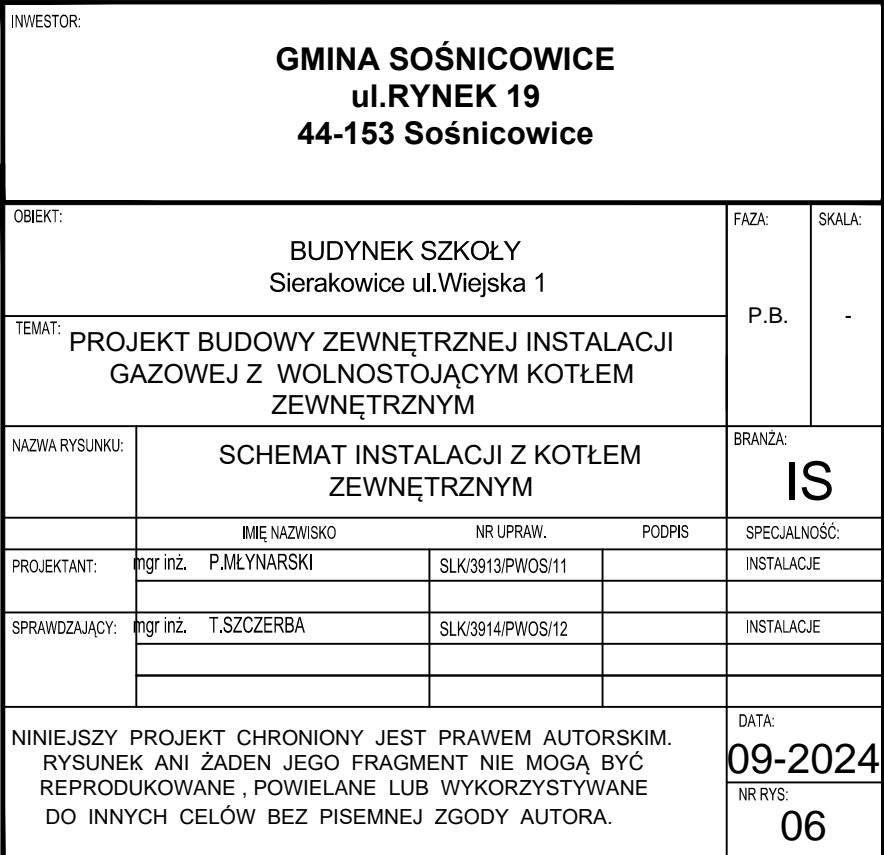 INWESTOR:
GMINA SOŚNICOWICE
ul.RYNEK 19
44-153 Sośnicowice
OBIEKT:
BUDYNEK SZKOŁY
Sierakowice ul.Wiejska 1
FAZA:
P.B.
SKALA:
-
TEMAT:
PROJEKT BUDOWY ZEWNĘTRZNEJ INSTALACJI
GAZOWEJ Z WOLNOSTOJĄCYM KOTŁEM
ZEWNĘTRZNYM
NAZWA RYSUNKU:
SCHEMAT INSTALACJI Z KOTŁEM
ZEWNĘTRZNYM
BRANŻA:
IS
IMIĘ NAZWISKO NR UPRAW. PODPIS SPECJALNOŚĆ:
PROJEKTANT: mgr inż. P.MŁYNARSKI SLK/3913/PWOS/11 INSTALACJE
SPRAWDZAJĄCY: mgr inż. T.SZCZERBA SLK/3914/PWOS/12 INSTALACJE
NINIEJSZY PROJEKT CHRONIONY JEST PRAWEM AUTORSKIM.
RYSUNEK ANI ŻADEN JEGO FRAGMENT NIE MOGĄ BYĆ
REPRODUKOWANE , POWIELANE LUB WYKORZYSTYWANE
DO INNYCH CELÓW BEZ PISEMNEJ ZGODY AUTORA.
DATA:
09-2024
NR RYS:
06